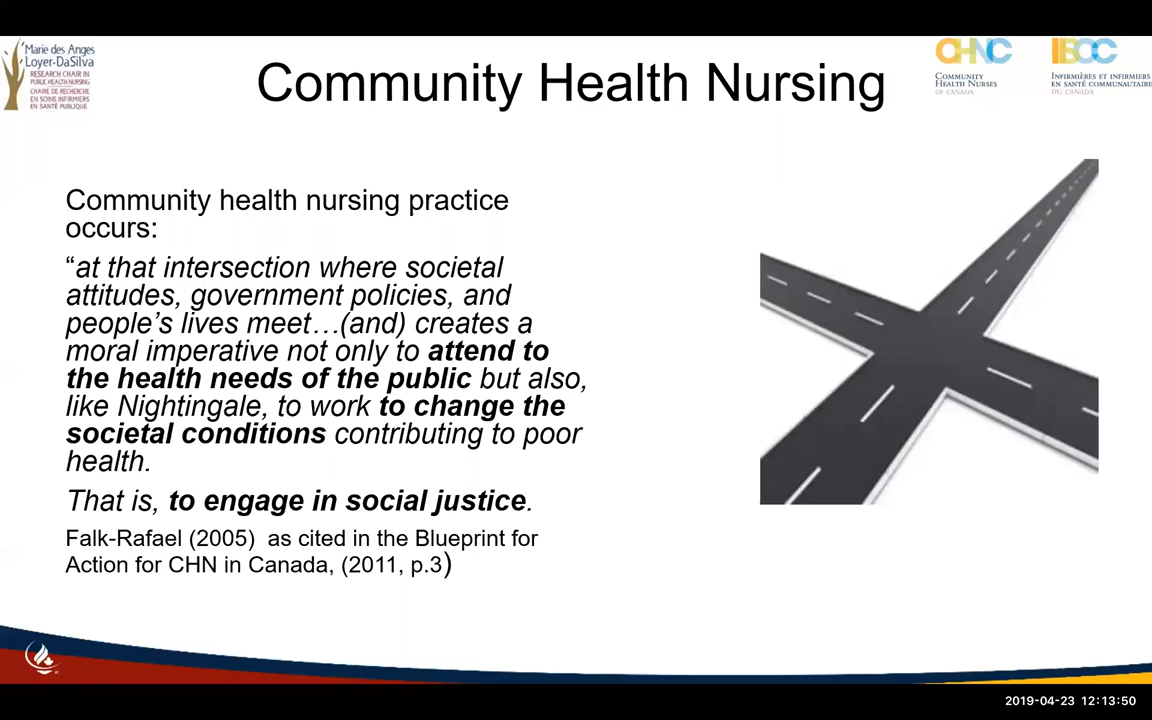 Marie des Anges
Loyer-DaSilva
RESEARCH CHAIR IN
PUBLIC HEALTH NURSING
CHAIRE DE RECHERCHE
EN SOINS INFIRMIERS
EN SANTÉ PUBLIQUE
Community Health Nursing
CHNC
COMMUNITY
HEALTH NURSES
OF CANADA
IISCC
INFIRMIÈRES ET INFIRMIERS
EN SANTÉ COMMUNAUTAIRE
DU CANADA
Community health nursing practice
occurs:
“at that intersection where societal
attitudes, government policies, and
people’s lives meet…(and) creates a
moral imperative not only to attend to
the health needs of the public but also,
like Nightingale, to work to change the
societal conditions contributing to poor
health.
That is, to engage in social justice.
Falk-Rafael (2005)  as cited in the Blueprint for
Action for CHN in Canada, (2011, p.3)
2019-04-23 12:13:50